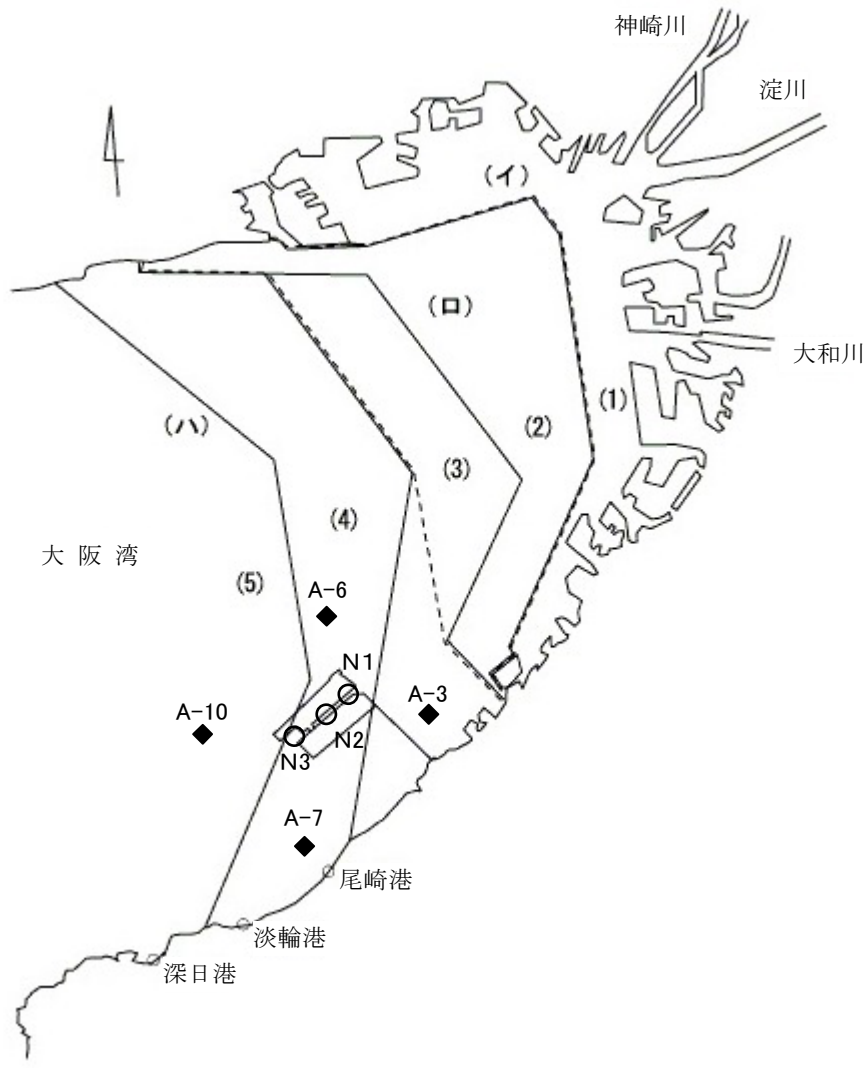 神崎川
淀川
(イ)
(ロ)
大和川
(1)
(ハ)
(2)
(3)
(4)
大阪湾
(5)
A-6
N1
A-3
A-10
N2
N3
A-7
尾崎港
淡輪港
深日港